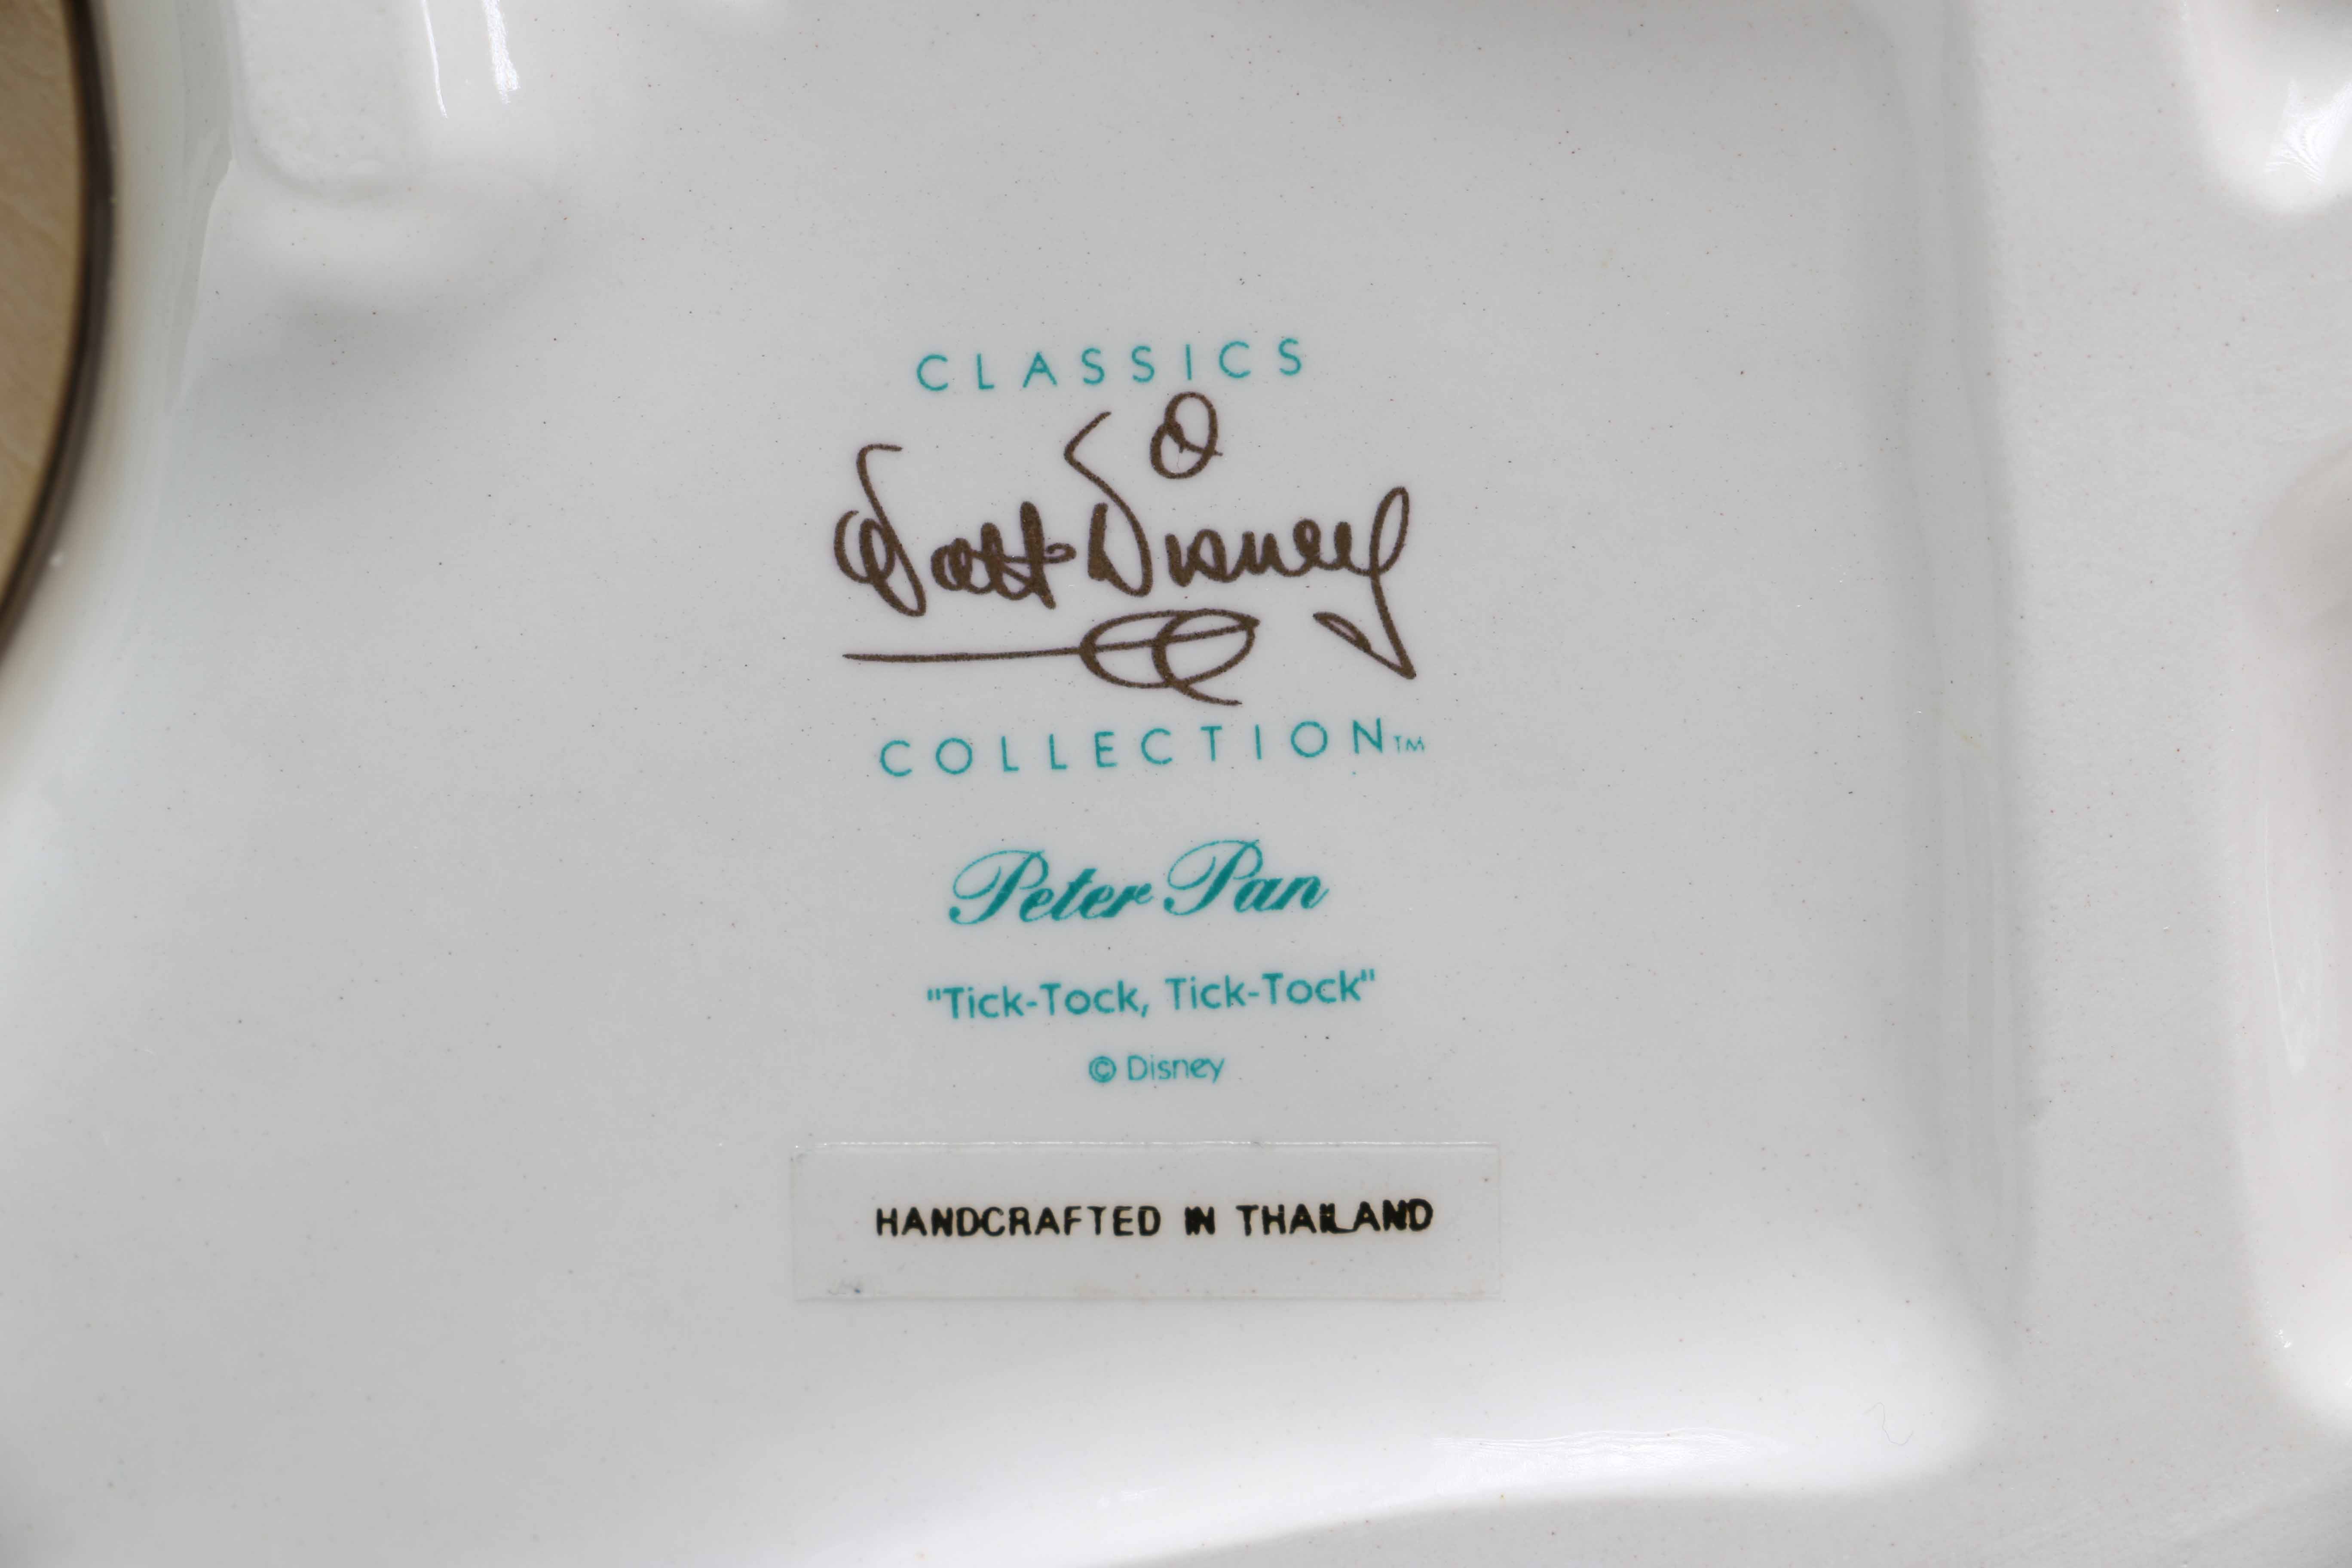 CLASSICS
Walt Disney
COLLECTION™
Peter Pan
"Tick-Tock, Tick-Tock"
© Disney
HANDCRAFTED IN THAILAND